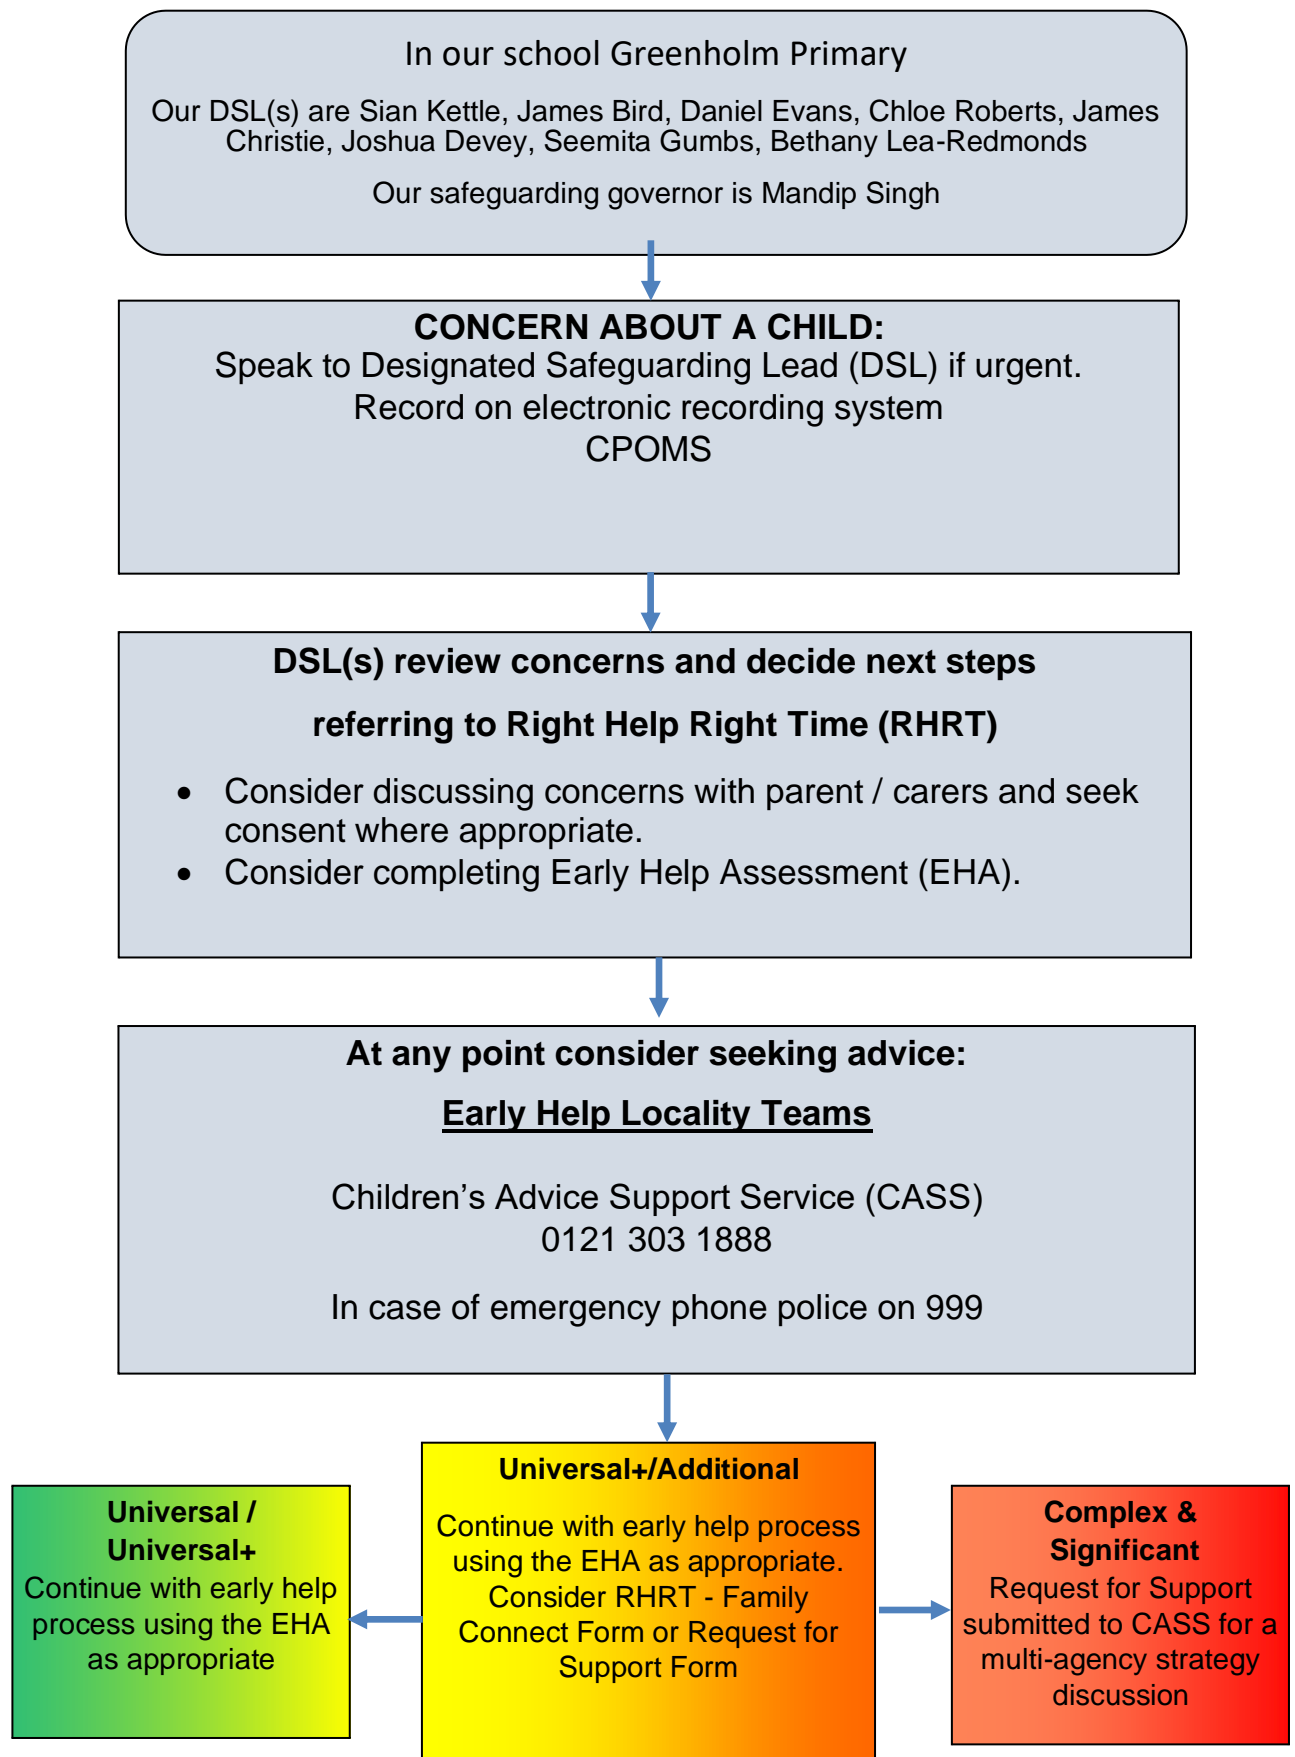 In our school Greenholm Primary
Our DSL(s) are Sian Kettle, James Bird, Daniel Evans, Chloe Roberts, James
Christie, Joshua Devey, Seemita Gumbs, Bethany Lea-Redmonds
Our safeguarding governor is Mandip Singh
CONCERN ABOUT A CHILD:
Speak to Designated Safeguarding Lead (DSL) if urgent.
Record on electronic recording system
CPOMS
DSL(s) review concerns and decide next steps
referring to Right Help Right Time (RHRT)
• Consider discussing concerns with parent / carers and seek
consent where appropriate.
• Consider completing Early Help Assessment (EHA).
At any point consider seeking advice:
Early Help Locality Teams
Children’s Advice Support Service (CASS)
0121 303 1888
In case of emergency phone police on 999
Universal /
Universal+
Continue with early help
process using the EHA
as appropriate
Universal+/Additional
Continue with early help process
using the EHA as appropriate.
Consider RHRT - Family
Connect Form or Request for
Support Form
Complex &
Significant
Request for Support
submitted to CASS for a
multi-agency strategy
discussion